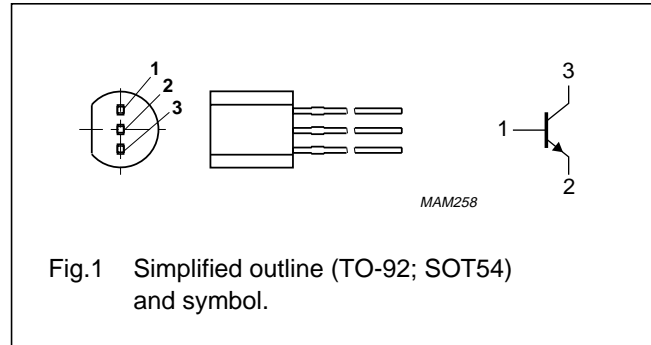 1
2
3
3
1
2
MAM258
Fig.1 Simplified outline (TO-92; SOT54)
and symbol.